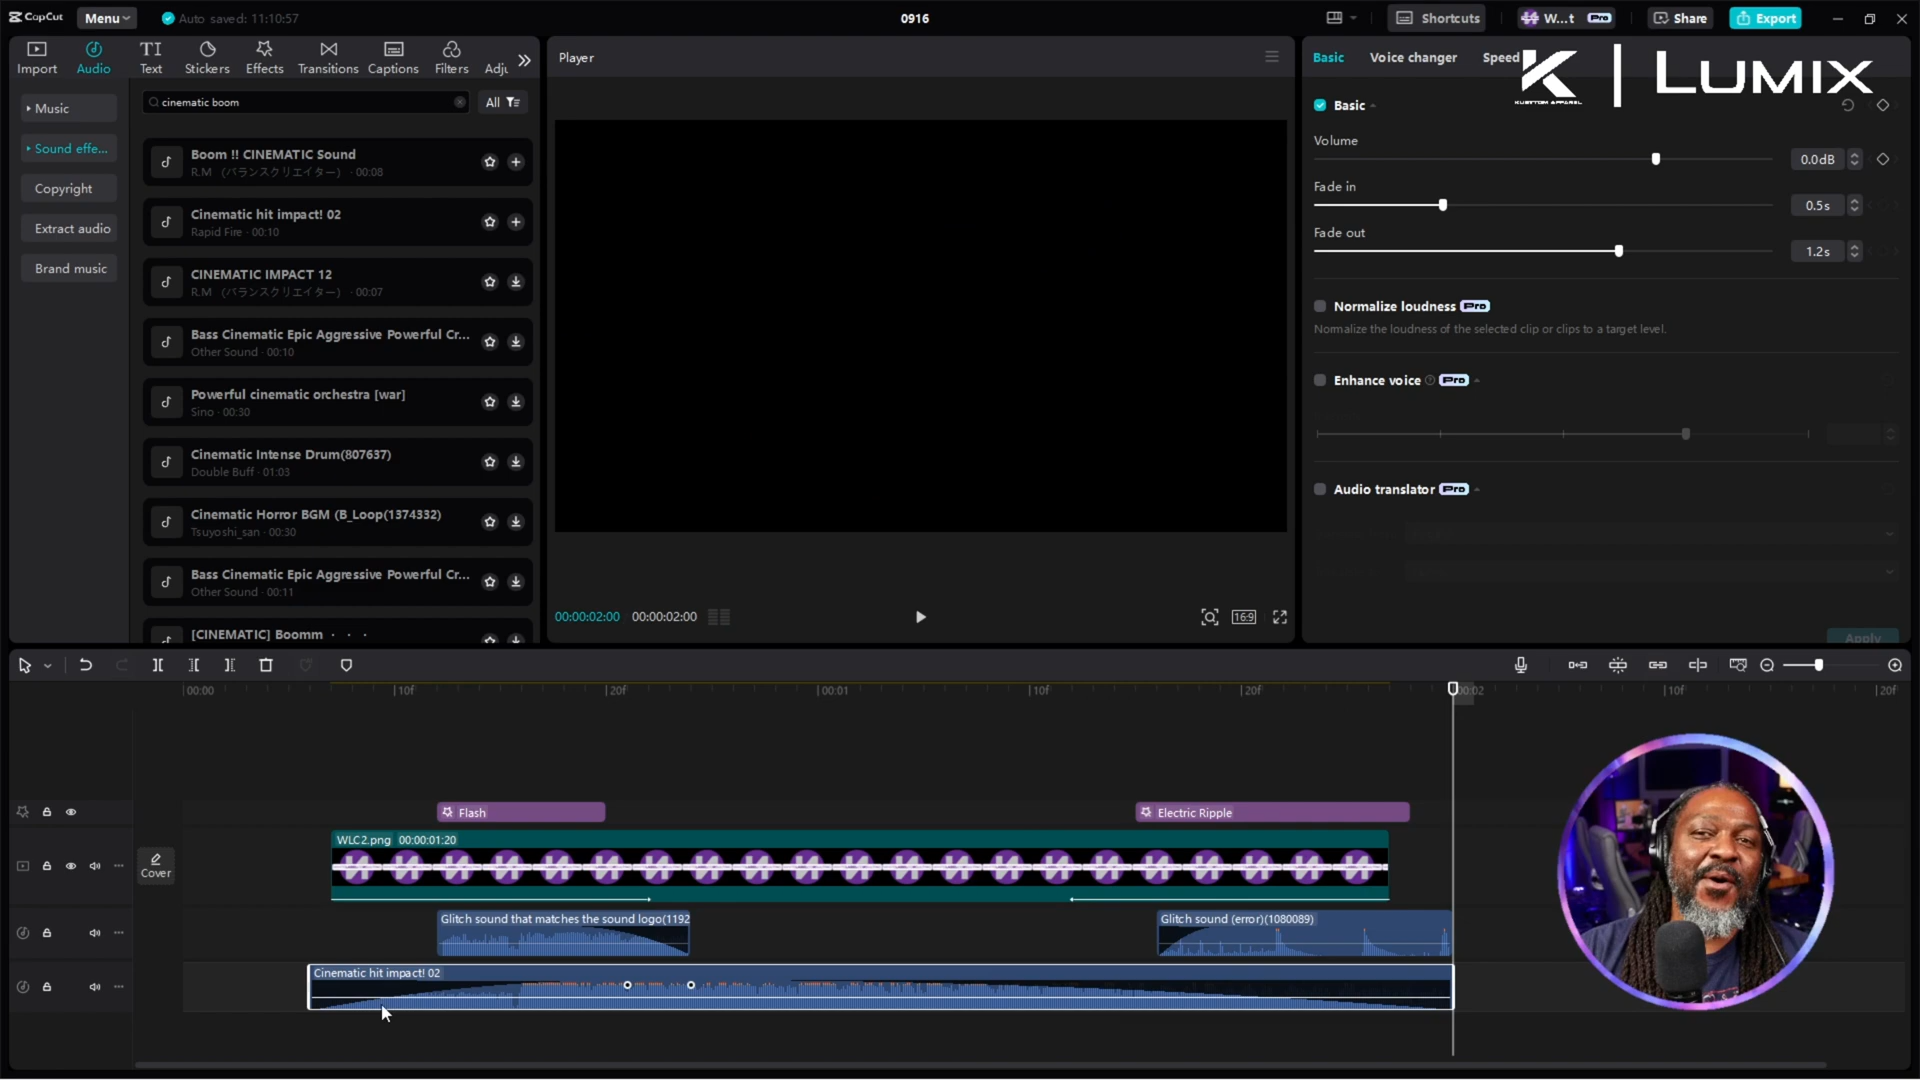 CapCut
Menu
Auto saved: 11:10:57
0916
Shortcuts
W...t
Pro
Share
Export
Import
Audio
Text
Stickers
Effects
Transitions
Captions
Filters
Player
Basic
Voice changer
Speed
KUSTTOM APPAREL
LUMIX
Music
Sound effe...
Copyright
Extract audio
Brand music
cinematic boom
All
Boom !! CINEMATIC Sound
R.M （バランスクリエイター） · 00:08
Cinematic hit impact! 02
Rapid Fire · 00:10
CINEMATIC IMPACT 12
R.M （バランスクリエイター） · 00:07
Bass Cinematic Epic Aggressive Powerful Cr...
Other Sound · 00:10
Powerful cinematic orchestra [war]
Sino · 00:30
Cinematic Intense Drum(807637)
Double Buff · 01:03
Cinematic Horror BGM (B_Loop(1374332)
Tsuyoshi_san · 00:30
Bass Cinematic Epic Aggressive Powerful Cr...
Other Sound · 00:11
[CINEMATIC] Boomm · · ·
00:00:02:00 00:00:02:00
16:9
Basic
Volume
0.0dB
Fade in
0.5s
Fade out
1.2s
Normalize loudness Pro
Normalize the loudness of the selected clip or clips to a target level.
Enhance voice Pro
Audio translator Pro
Apply
00:00
10f
20f
00:01
10f
20f
00:02
10f
20f
Flash
Electric Ripple
WLC2.png 00:00:01:20
Cover
Glitch sound that matches the sound logo(1192
Glitch sound (error)(1080089)
Cinematic hit impact! 02